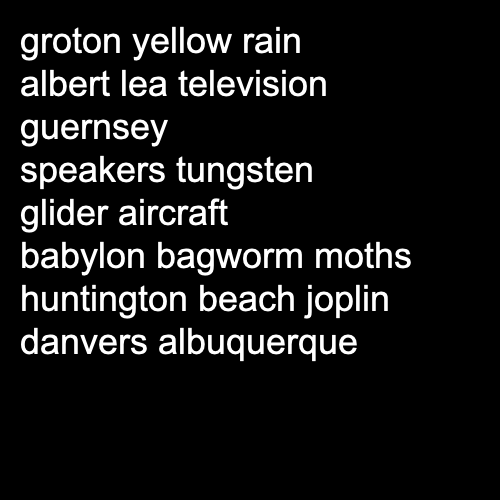 groton yellow rain
albert lea television
guernsey
speakers tungsten
glider aircraft
babylon bagworm moths
huntington beach joplin
danvers albuquerque